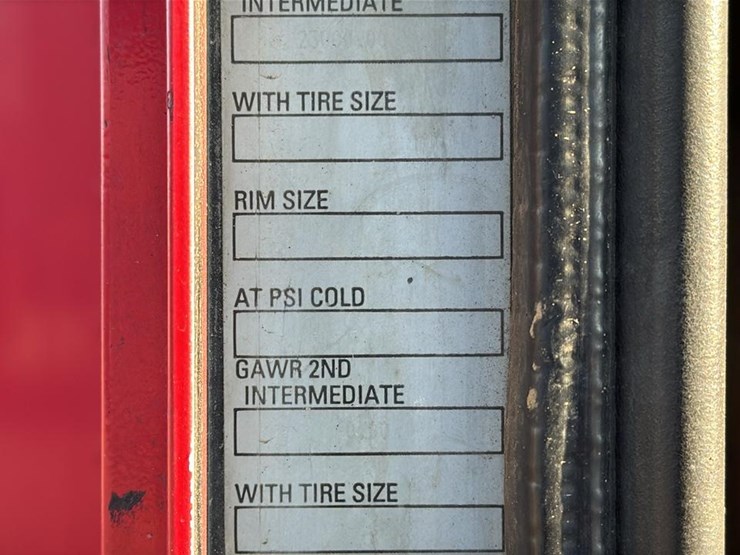 INTERMEDIATE
WITH TIRE SIZE
RIM SIZE
AT PSI COLD
GAWR 2ND
INTERMEDIATE
WITH TIRE SIZE